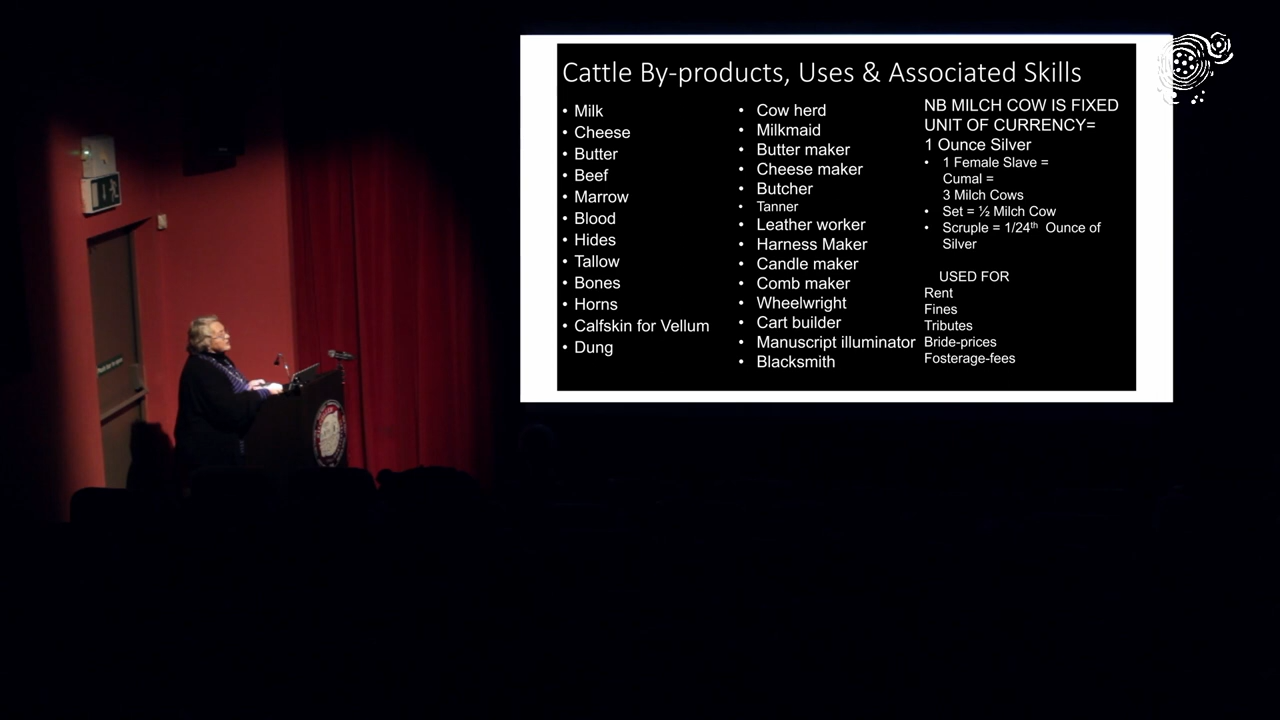 Cattle By-products, Uses & Associated Skills
• Milk
• Cheese
• Butter
• Beef
• Marrow
• Blood
• Hides
• Tallow
• Bones
• Horns
• Calfskin for Vellum
• Dung
• Cow herd
• Milkmaid
• Butter maker
• Cheese maker
• Butcher
• Tanner
• Leather worker
• Harness Maker
• Candle maker
• Comb maker
• Wheelwright
• Cart builder
• Manuscript illuminator
• Blacksmith
NB MILCH COW IS FIXED
UNIT OF CURRENCY=
1 Ounce Silver
• 1 Female Slave =
Cumal =
3 Milch Cows
• Set = ½ Milch Cow
• Scruple = 1/24th Ounce of
Silver
USED FOR
Rent
Fines
Tributes
Bride-prices
Fosterage-fees